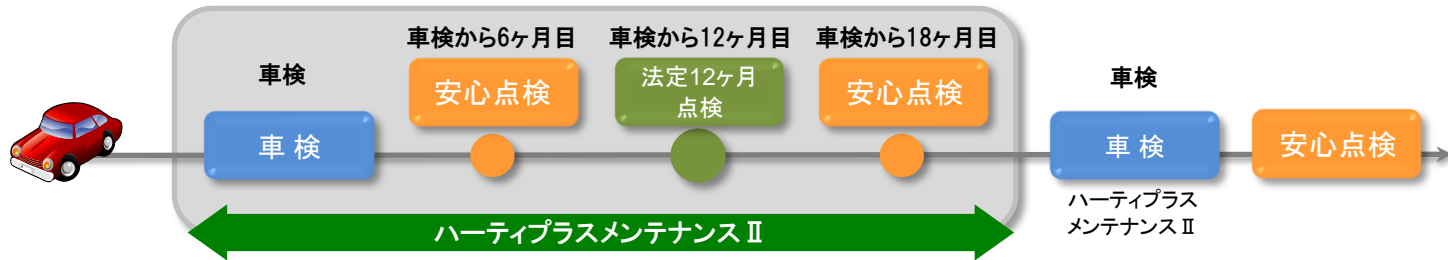 車検から6ヶ月目
車検から12ヶ月目
車検から18ヶ月目
車検
安心点検
法定12ヶ月
点検
安心点検
車検
車 検
車 検
安心点検
ハーティプラス
メンテナンスⅡ
ハーティプラスメンテナンスⅡ